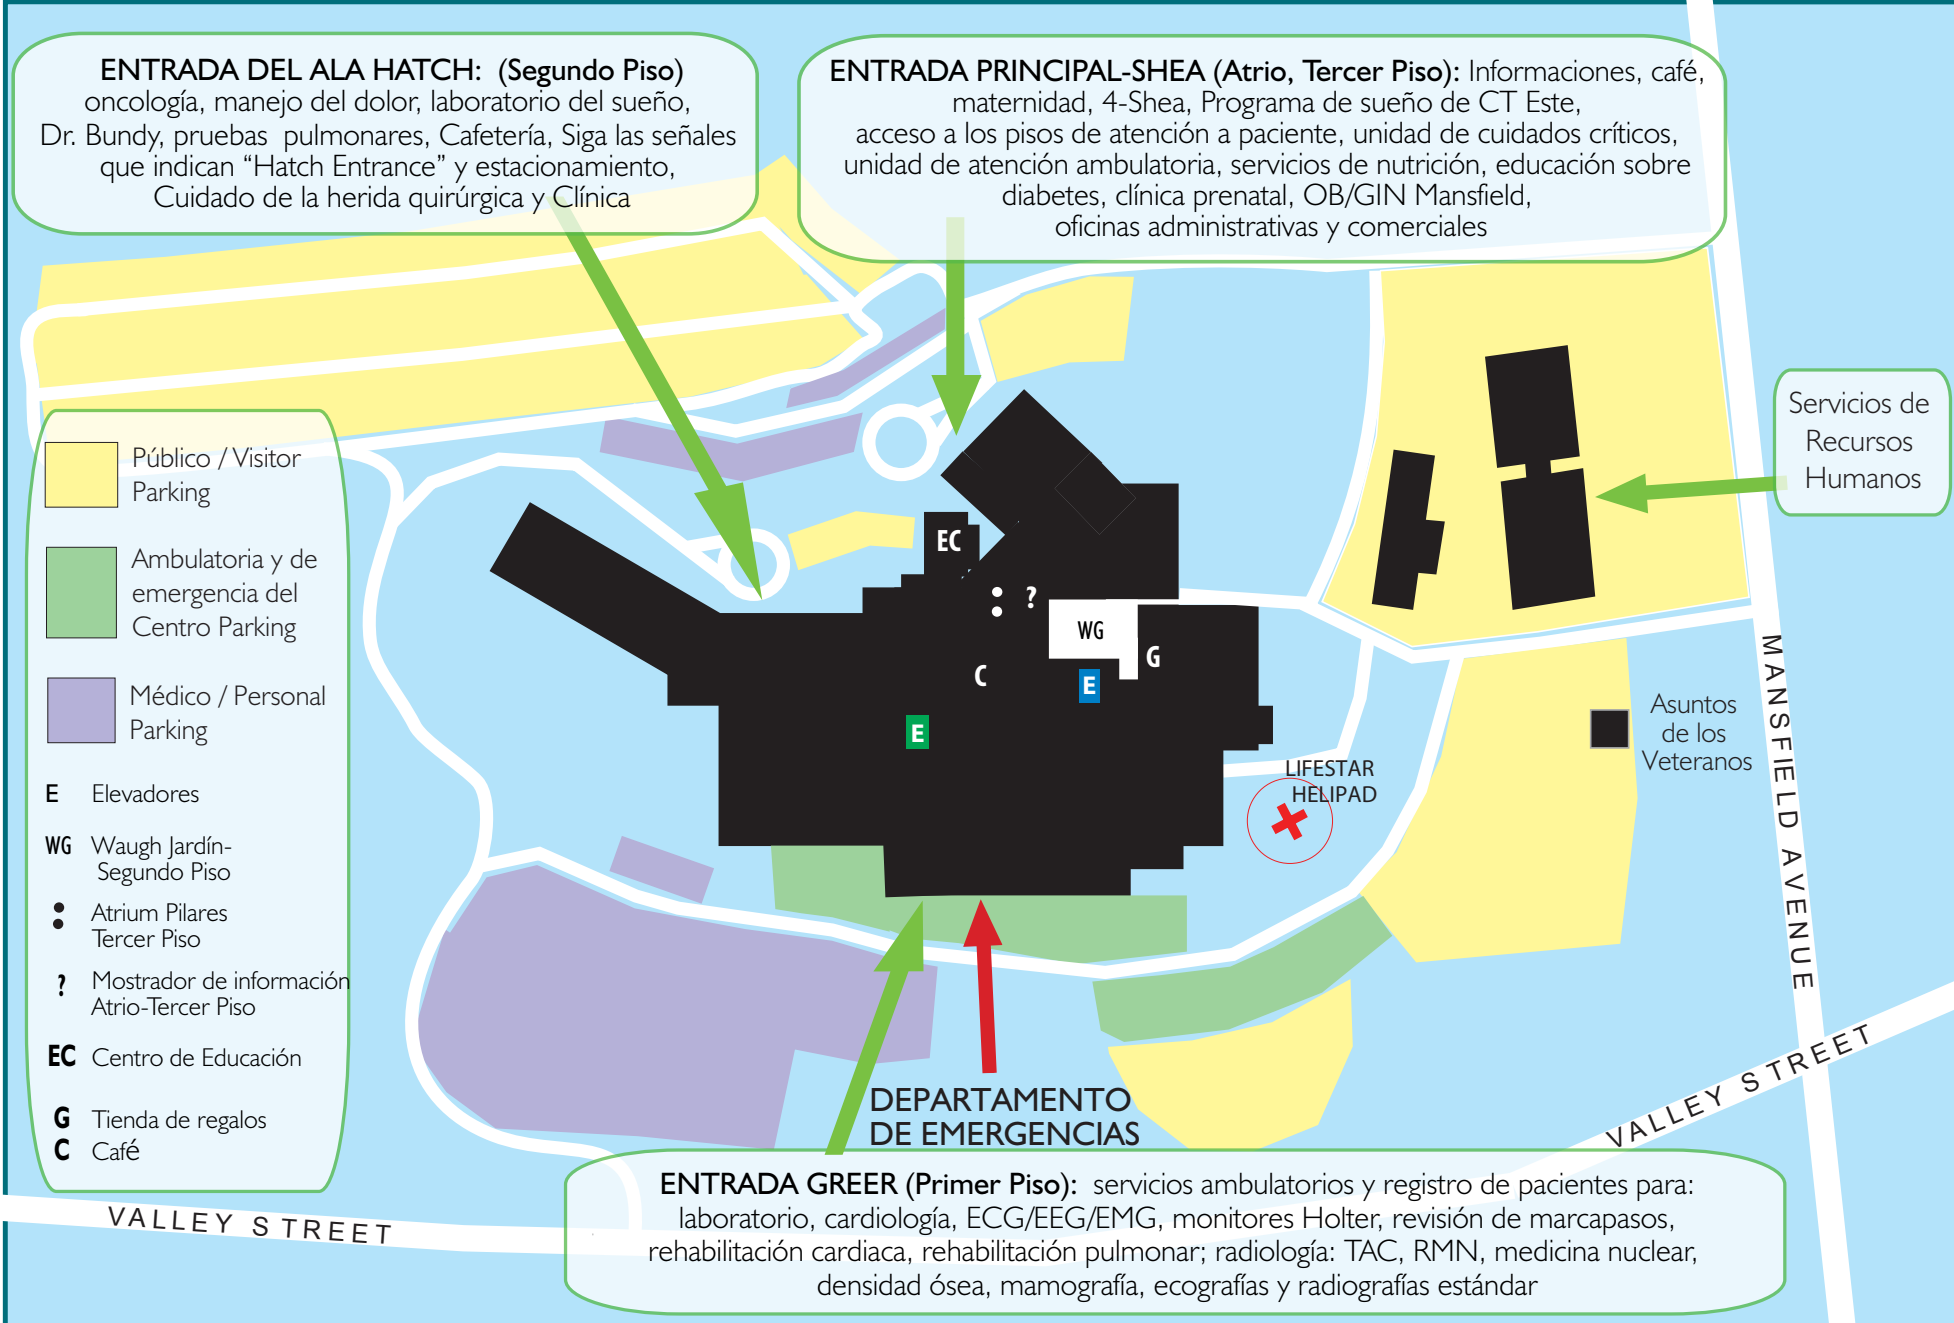 ENTRADA DEL ALA HATCH: (Segundo Piso)
oncología, manejo del dolor, laboratorio del sueño,
Dr. Bundy, pruebas pulmonares, Cafetería, Siga las señales
que indican “Hatch Entrance” y estacionamiento,
Cuidado de la herida quirúrgica y Clínica
ENTRADA PRINCIPAL-SHEA (Atrio, Tercer Piso): Informaciones, café,
maternidad, 4-Shea, Programa de sueño de CT Este,
acceso a los pisos de atención a paciente, unidad de cuidados críticos,
unidad de atención ambulatoria, servicios de nutrición, educación sobre
diabetes, clínica prenatal, OB/GIN Mansfield,
oficinas administrativas y comerciales
Servicios de
Recursos
Humanos
Público / Visitor
Parking
Ambulatoria y de
emergencia del
Centro Parking
Médico / Personal
Parking
E Elevadores
WG Waugh Jardín-
Segundo Piso
Atrium Pilares
Tercer Piso
? Mostrador de información
Atrio-Tercer Piso
EC Centro de Educación
G Tienda de regalos
C Café
EC
?
WG
G
C
E
E
LIFESTAR
HELIPAD
Asuntos
de los
Veteranos
MANSFIELD AVENUE
DEPARTAMENTO
DE EMERGENCIAS
VALLEY STREET
VALLEY STREET
ENTRADA GREER (Primer Piso): servicios ambulatorios y registro de pacientes para:
laboratorio, cardiología, ECG/EEG/EMG, monitores Holter, revisión de marcapasos,
rehabilitación cardiaca, rehabilitación pulmonar; radiología: TAC, RMN, medicina nuclear,
densidad ósea, mamografía, ecografías y radiografías estándar